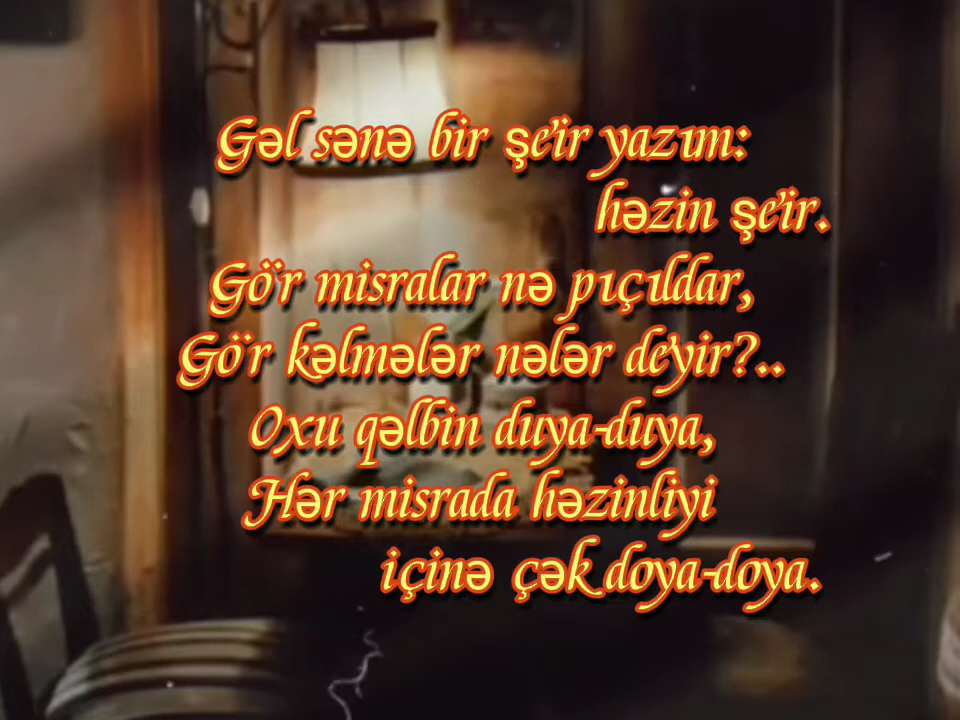 Gəl sənə bir şe'ir yazım:
həzin şe'ir.
Gör misralar nə pıçıldar,
Gör kəlmələr nələr de'yir?..
Oxu qəlbin duya-duya,
Hər misrada həzinliyi
içinə çək doya-doya.